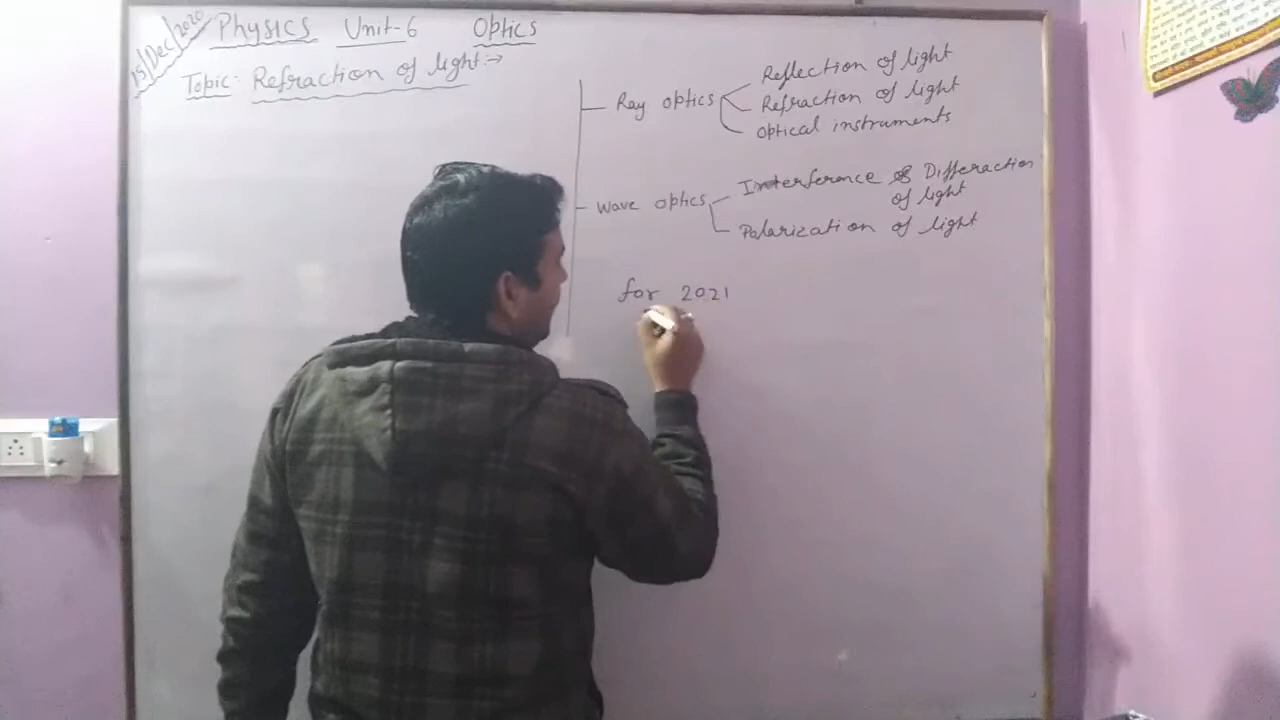 15/Dec/2020
Physics Unit-6 Optics
Topic: Refraction of light:→
Ray optics
Reflection of light
Refraction of light
Optical instruments
Wave optics
Interference & Differaction
of light
Polarization of light
for 2021